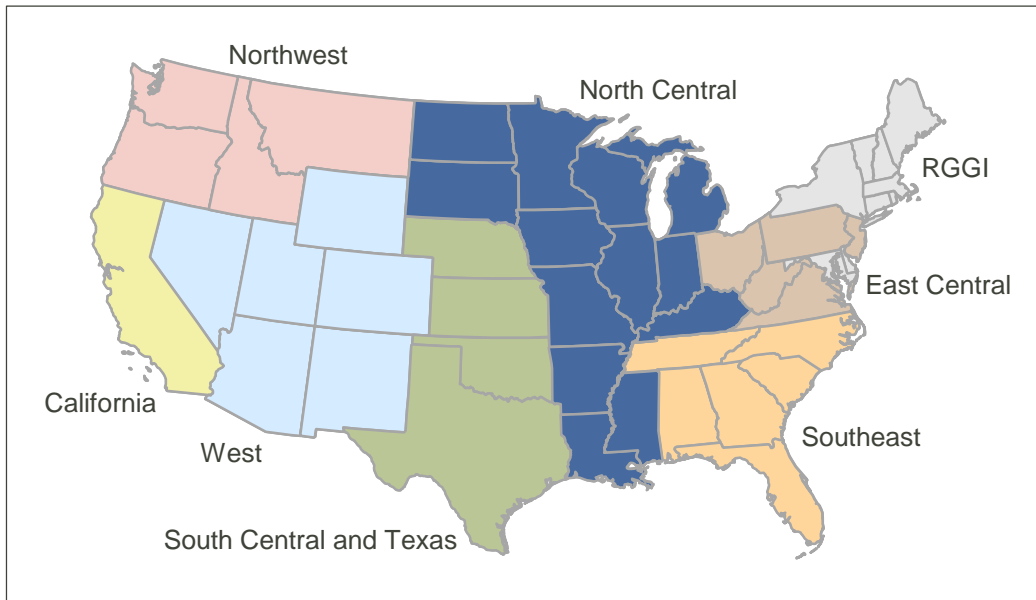 Northwest
North Central
RGGI
East Central
California
Southeast
West
South Central and Texas